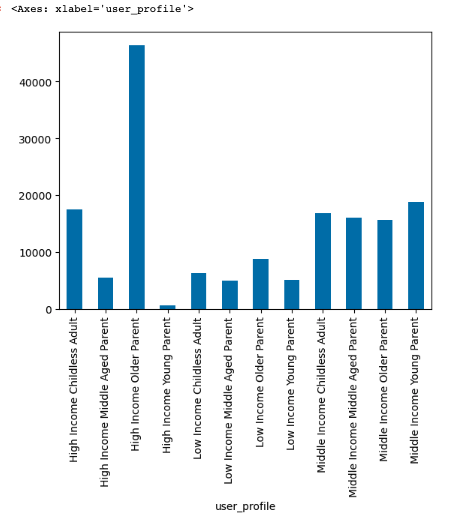 <Axes: xlabel='user_profile'>
40000
30000
20000
10000
0
High Income Childless Adult
High Income Middle Aged Parent
High Income Older Parent
High Income Young Parent
Low Income Childless Adult
Low Income Middle Aged Parent
Low Income Older Parent
Low Income Young Parent
Middle Income Childless Adult
Middle Income Middle Aged Parent
Middle Income Older Parent
Middle Income Young Parent
user_profile